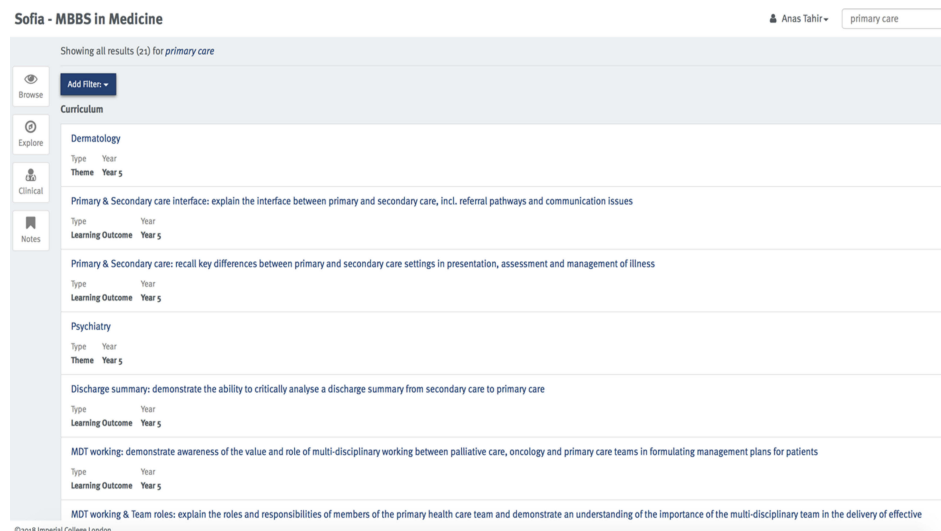 Sofia - MBBS in Medicine
Anas Tahir
primary care
Showing all results (21) for primary care
Browse
Explore
Clinical
Notes
Add Filter:
Curriculum
Dermatology
Type Year
Theme Year 5
Primary & Secondary care interface: explain the interface between primary and secondary care, incl. referral pathways and communication issues
Type Year
Learning Outcome Year 5
Primary & Secondary care: recall key differences between primary and secondary care settings in presentation, assessment and management of illness
Type Year
Learning Outcome Year 5
Psychiatry
Type Year
Theme Year 5
Discharge summary: demonstrate the ability to critically analyse a discharge summary from secondary care to primary care
Type Year
Learning Outcome Year 5
MDT working: demonstrate awareness of the value and role of multi-disciplinary working between palliative care, oncology and primary care teams in formulating management plans for patients
Type Year
Learning Outcome Year 5
MDT working & Team roles: explain the roles and responsibilities of members of the primary health care team and demonstrate an understanding of the importance of the multi-disciplinary team in the delivery of effective
©2018 Imperial College London